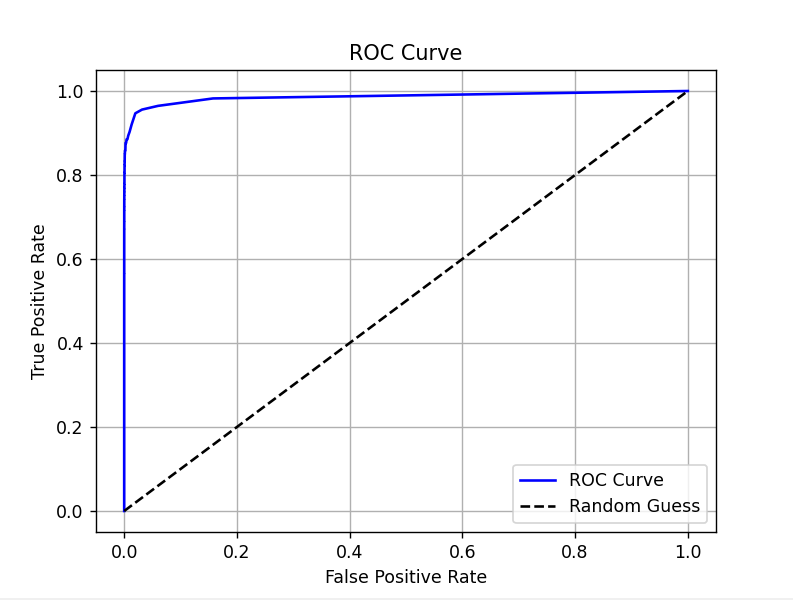 ROC Curve
1.0
0.8
0.6
0.4
0.2
0.0
True Positive Rate
0.0 0.2 0.4 0.6 0.8 1.0
False Positive Rate
ROC Curve
Random Guess